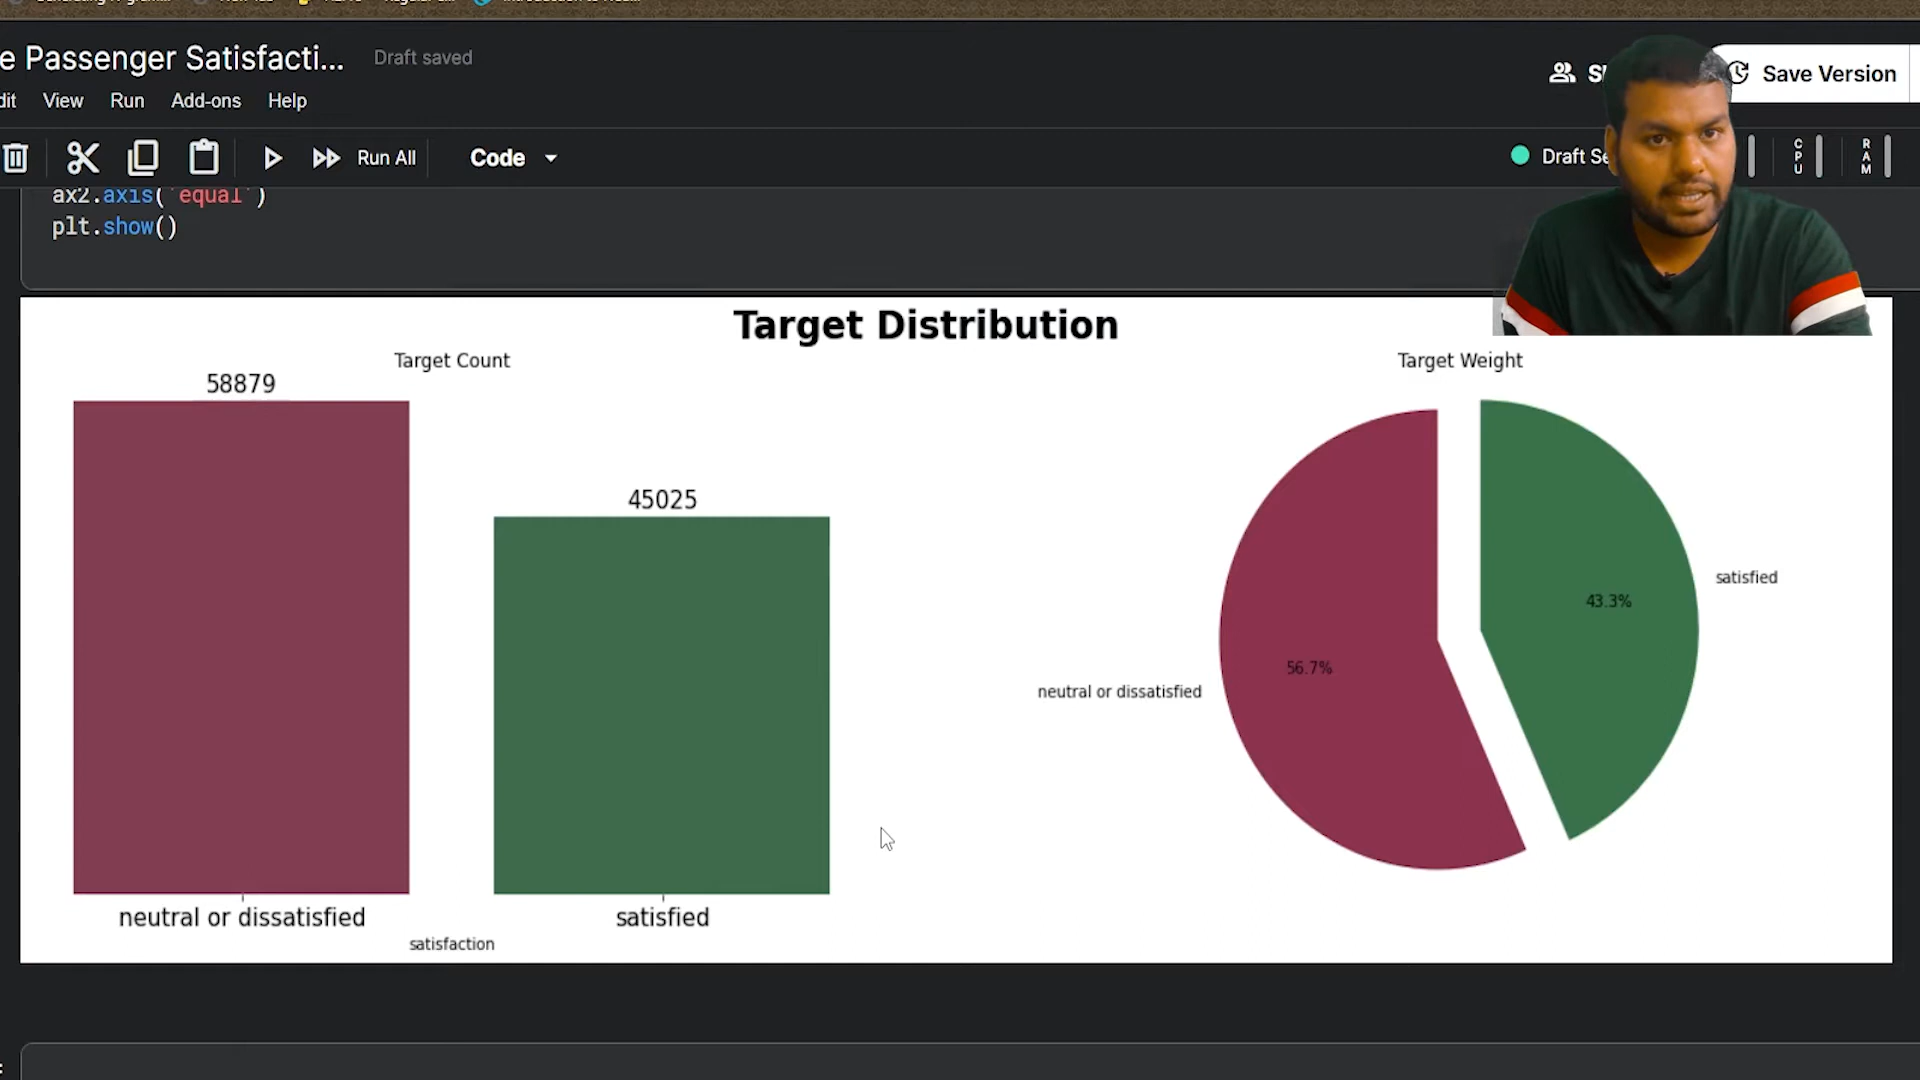 e Passenger Satisfacti...
Draft saved
Save Version
dit View Run Add-ons Help
Run All
Code
Draft Se
CPU
RAM
ax2.axis('equal')
plt.show()
Target Distribution
Target Count
Target Weight
58879
45025
satisfied
43.3%
56.7%
neutral or dissatisfied
neutral or dissatisfied
satisfied
satisfaction